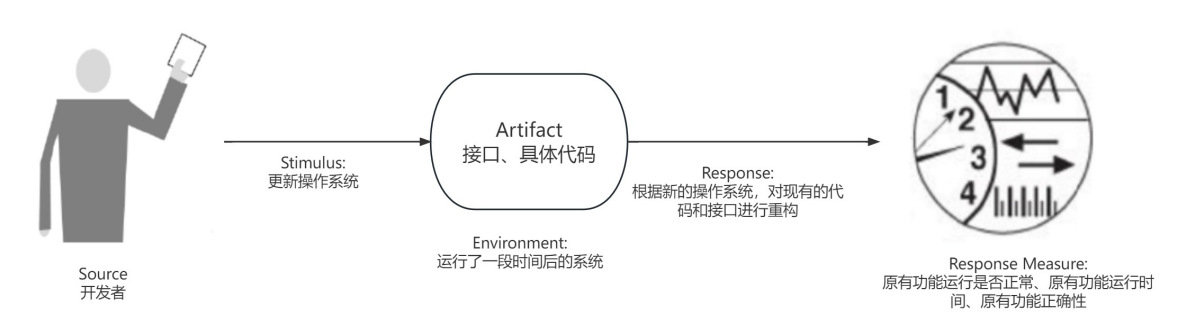 Source
开发者
Stimulus:
更新操作系统
Artifact
接口、具体代码
Environment:
运行了一段时间后的系统
Response:
根据新的操作系统，对现有的代
码和接口进行重构
1
2
3
4
Response Measure:
原有功能运行是否正常、原有功能运行时
间、原有功能正确性